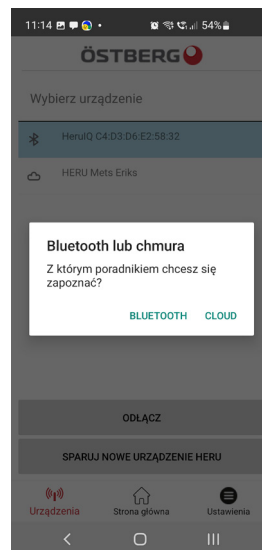 11:14 54%
ÖSTBERG
Wybierz urządzenie
HeruIQ C4:D3:D6:E2:58:32
HERU Mets Eriks
Bluetooth lub chmura
Z którym poradnikiem chcesz się
zapoznać?
BLUETOOTH CLOUD
ODŁĄCZ
SPARUJ NOWE URZĄDZENIE HERU
Urządzenia Strona główna Ustawienia